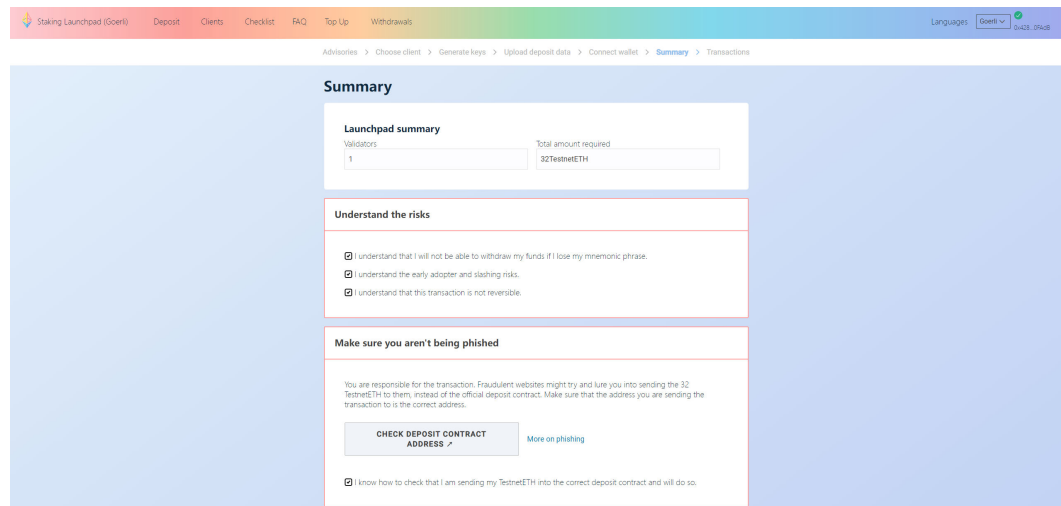 Staking Launchpad (Goerli) Deposit Clients Checklist FAQ Top Up Withdrawals Languages Goerli
Advisories > Choose client > Generate keys > Upload deposit data > Connect wallet > Summary > Transactions
Summary
Launchpad summary
Validators Total amount required
1 32TestnetETH
Understand the risks
I understand that I will not be able to withdraw my funds if I lose my mnemonic phrase.
I understand the early adopter and slashing risks.
I understand that this transaction is not reversible.
Make sure you aren't being phished
You are responsible for the transaction. Fraudulent websites might try and lure you into sending the 32
TestnetETH to them, instead of the official deposit contract. Make sure that the address you are sending the
transaction to is the correct address.
CHECK DEPOSIT CONTRACT
ADDRESS ↗
More on phishing
I know how to check that I am sending my TestnetETH into the correct deposit contract and will do so.